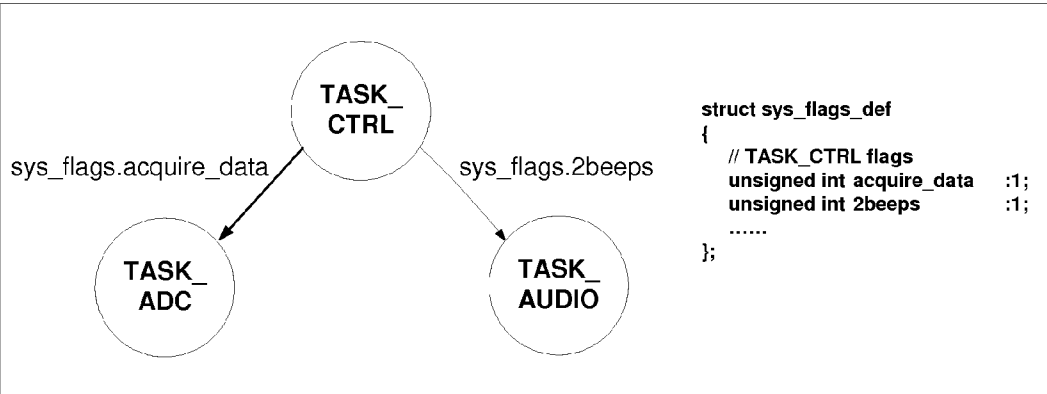 TASK_
CTRL
sys_flags.acquire_data
sys_flags.2beeps
TASK_
ADC
TASK_
AUDIO
struct sys_flags_def
{
// TASK_CTRL flags
unsigned int acquire_data :1;
unsigned int 2beeps :1;
......
};